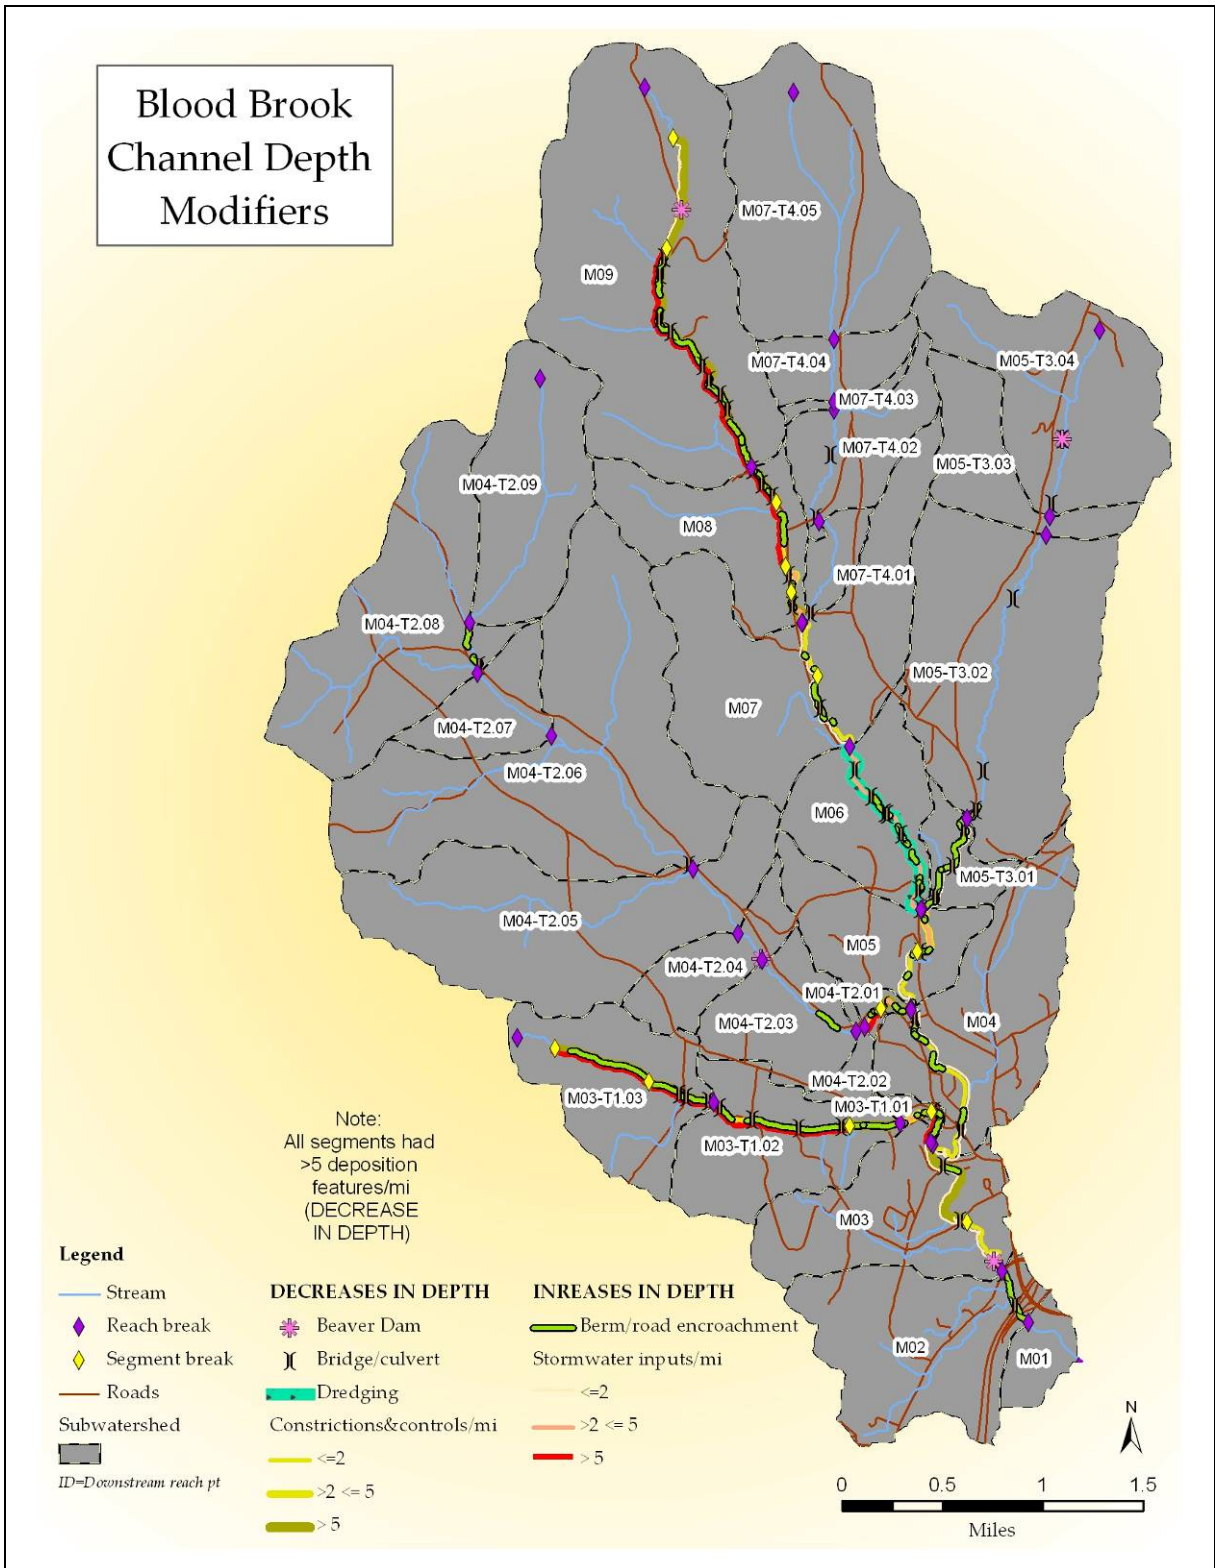 Blood Brook
Channel Depth
Modifiers
M07-T4.05
M09
M07-T4.04
M05-T3.04
M07-T4.03
M07-T4.02
M05-T3.03
M04-T2.09
M08
M07-T4.01
M04-T2.08
M05-T3.02
M07
M04-T2.07
M04-T2.06
M06
M05-T3.01
M04-T2.05
M05
M04-T2.04
M04-T2.01
M04-T2.03
M04
M04-T2.02
M03-T1.03
M03-T1.01
M03-T1.02
M03
M02
M01
Note:
All segments had
>5 deposition
features/mi
(DECREASE
IN DEPTH)
Legend
Stream
Reach break
Segment break
Roads
Subwatershed
ID=Downstream reach pt
DECREASES IN DEPTH
Beaver Dam
Bridge/culvert
Dredging
Constrictions&controls/mi
<=2
>2 <= 5
> 5
INREASES IN DEPTH
Berm/road encroachment
Stormwater inputs/mi
<=2
>2 <= 5
> 5
N
0 0.5 1 1.5
Miles